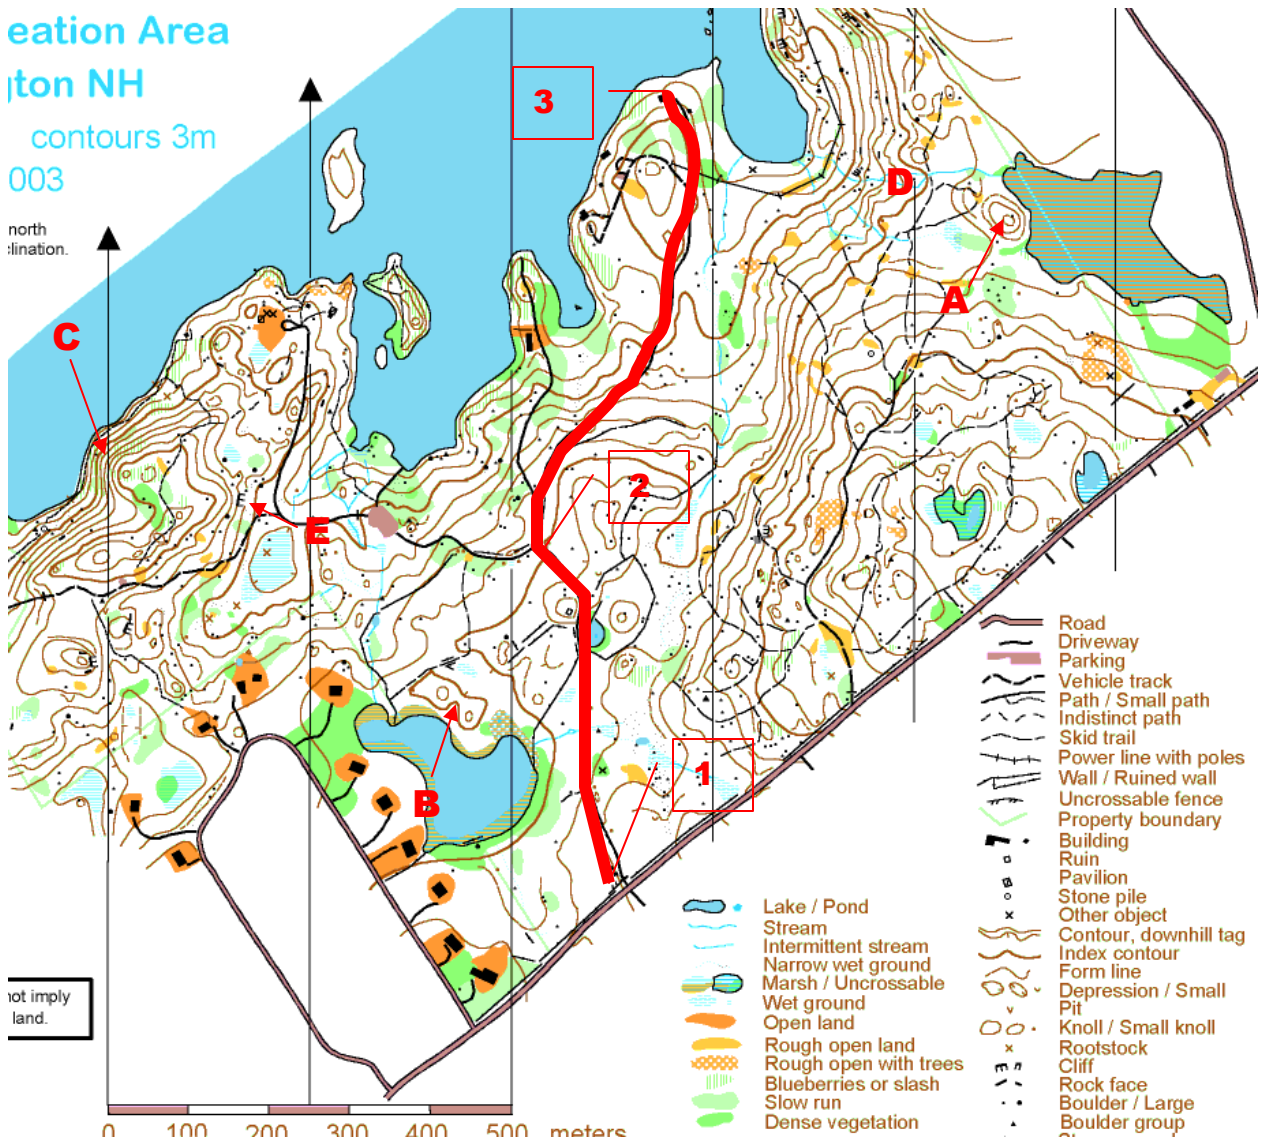 eation Area
gton NH
contours 3m
003
north
clination.
3
D
A
C
2
E
1
B
not imply
land.
0 100 200 300 400 500 meters
Lake / Pond
Stream
Intermittent stream
Narrow wet ground
Marsh / Uncrossable
Wet ground
Open land
Rough open land
Rough open with trees
Blueberries or slash
Slow run
Dense vegetation
Road
Driveway
Parking
Vehicle track
Path / Small path
Indistinct path
Skid trail
Power line with poles
Wall / Ruined wall
Uncrossable fence
Property boundary
Building
Ruin
Pavilion
Stone pile
Other object
Contour, downhill tag
Index contour
Form line
Depression / Small
Pit
Knoll / Small knoll
Rootstock
Cliff
Rock face
Boulder / Large
Boulder group